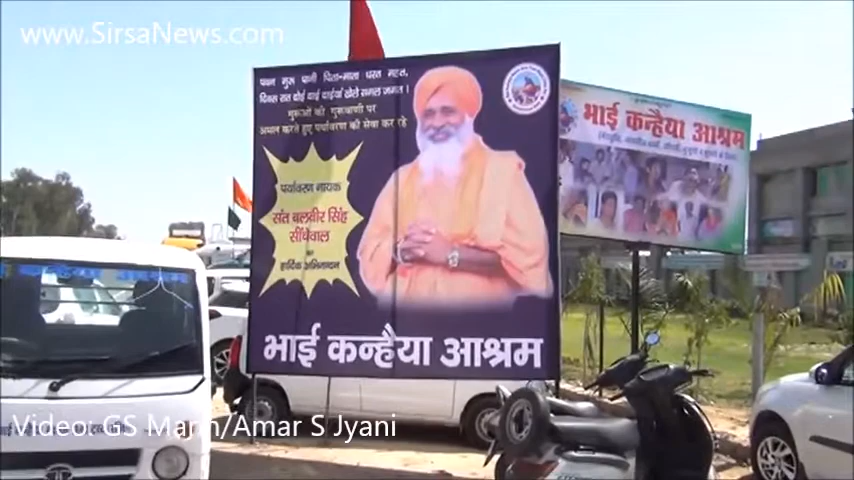 www.SirsaNews.com
पवन गुरू पाणी पिता-माता धरत महत,
दिवस रात दोई दाई दाईया खेले सगल जगत।
गुरूओं की गुरूवाणी पर
अमल करते हुए पर्यावरण की सेवा कर रहे
पर्यावरण नायक
संत बलबीर सिंह
सींचेवाल
का हार्दिक अभिनन्दन
भाई कन्हैया आश्रम
भाई कन्हैया आश्रम
Video: GS Mann/Amar S Jyani